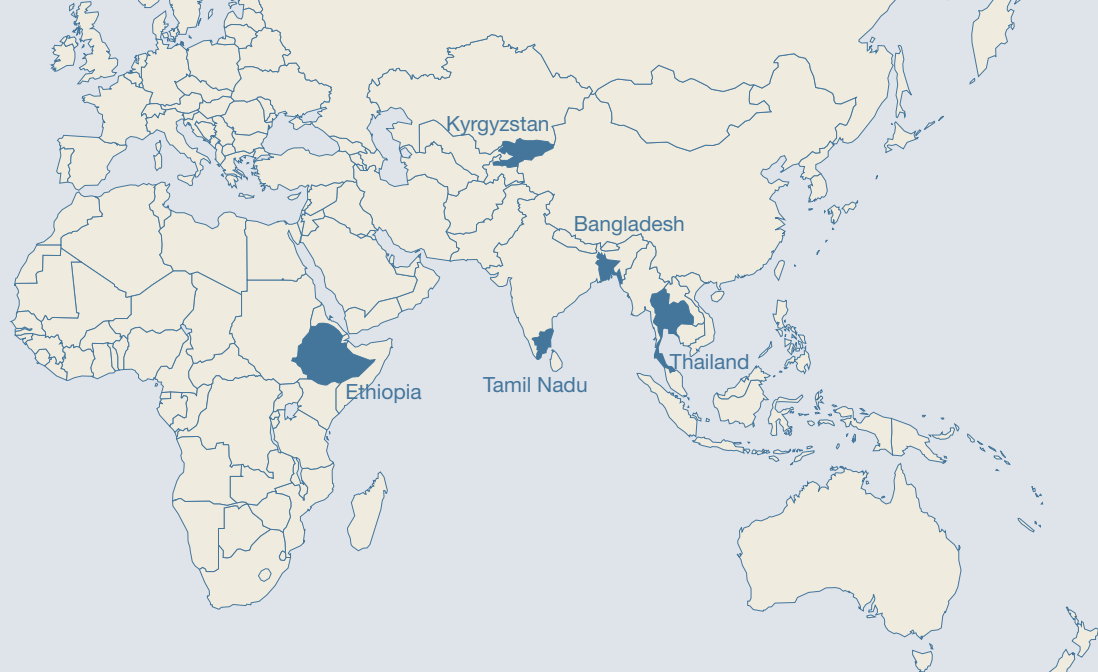 Kyrgyzstan
Bangladesh
Thailand
Tamil Nadu
Ethiopia